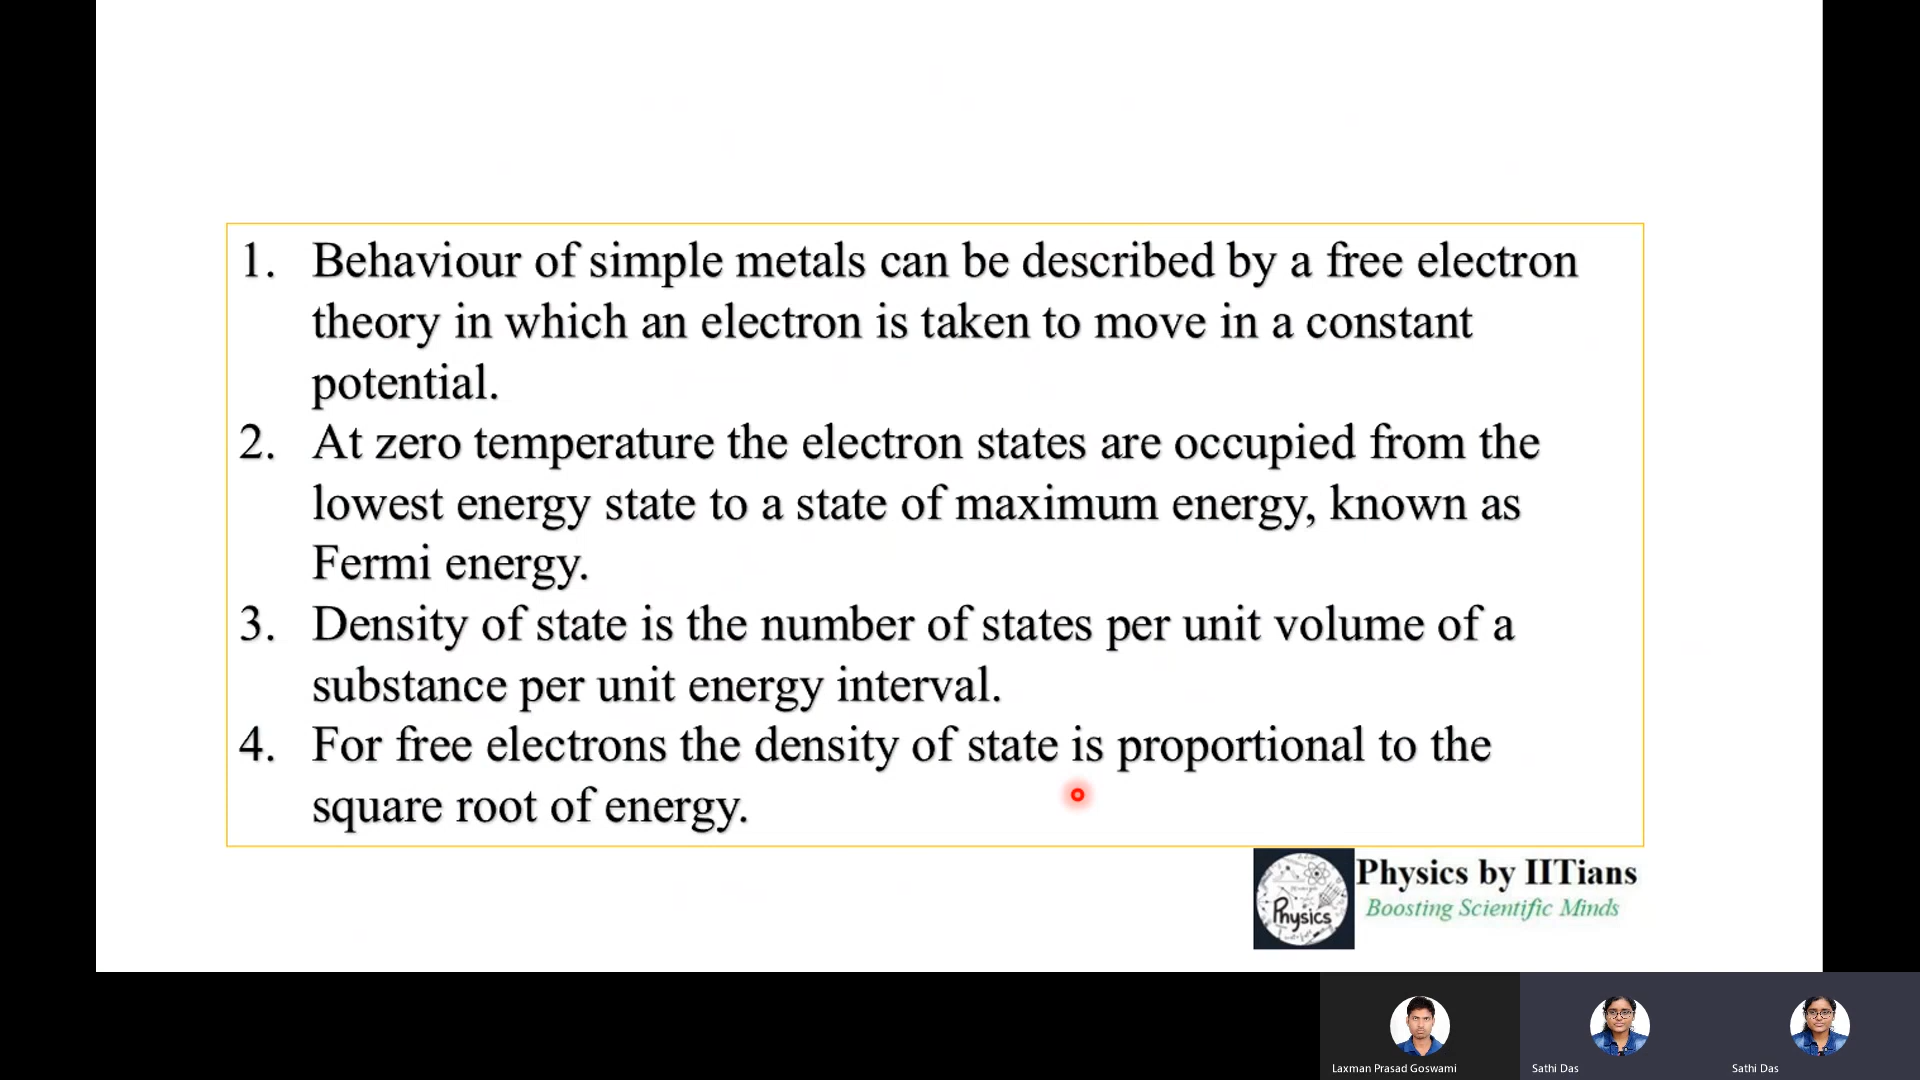 1. Behaviour of simple metals can be described by a free electron
theory in which an electron is taken to move in a constant
potential.
2. At zero temperature the electron states are occupied from the
lowest energy state to a state of maximum energy, known as
Fermi energy.
3. Density of state is the number of states per unit volume of a
substance per unit energy interval.
4. For free electrons the density of state is proportional to the
square root of energy.
Physics
Physics by IITians
Boosting Scientific Minds
Laxman Prasad Goswami
Sathi Das
Sathi Das